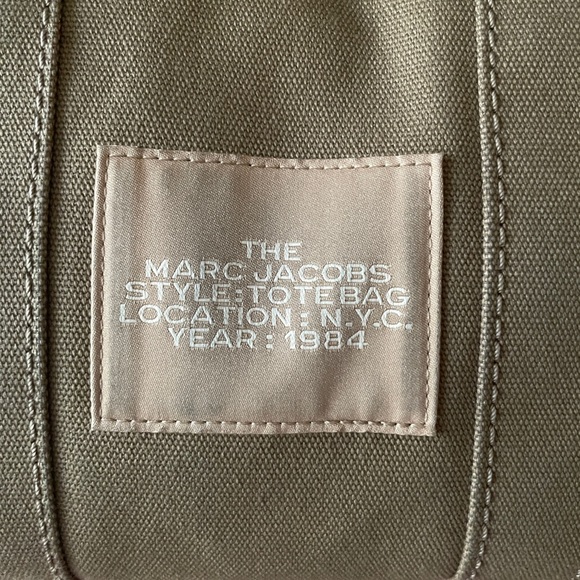 THE
MARC JACOBS
STYLE: TOTE BAG
LOCATION: N.Y.C.
YEAR: 1984